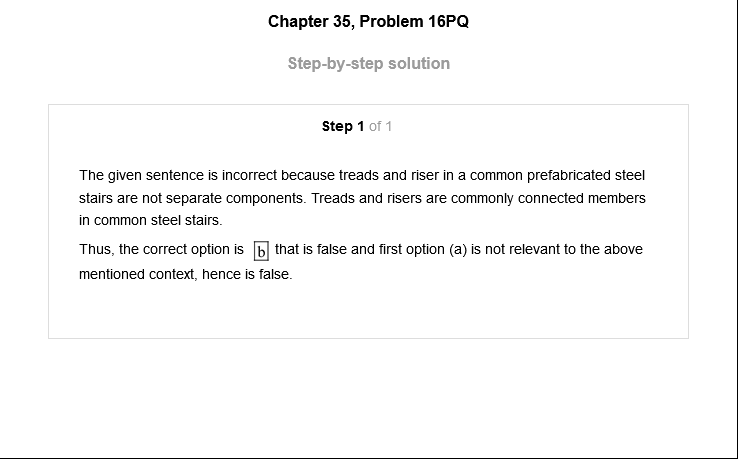 Chapter 35, Problem 16PQ
Step-by-step solution
Step 1 of 1
The given sentence is incorrect because treads and riser in a common prefabricated steel
stairs are not separate components. Treads and risers are commonly connected members
in common steel stairs.
Thus, the correct option is b that is false and first option (a) is not relevant to the above
mentioned context, hence is false.